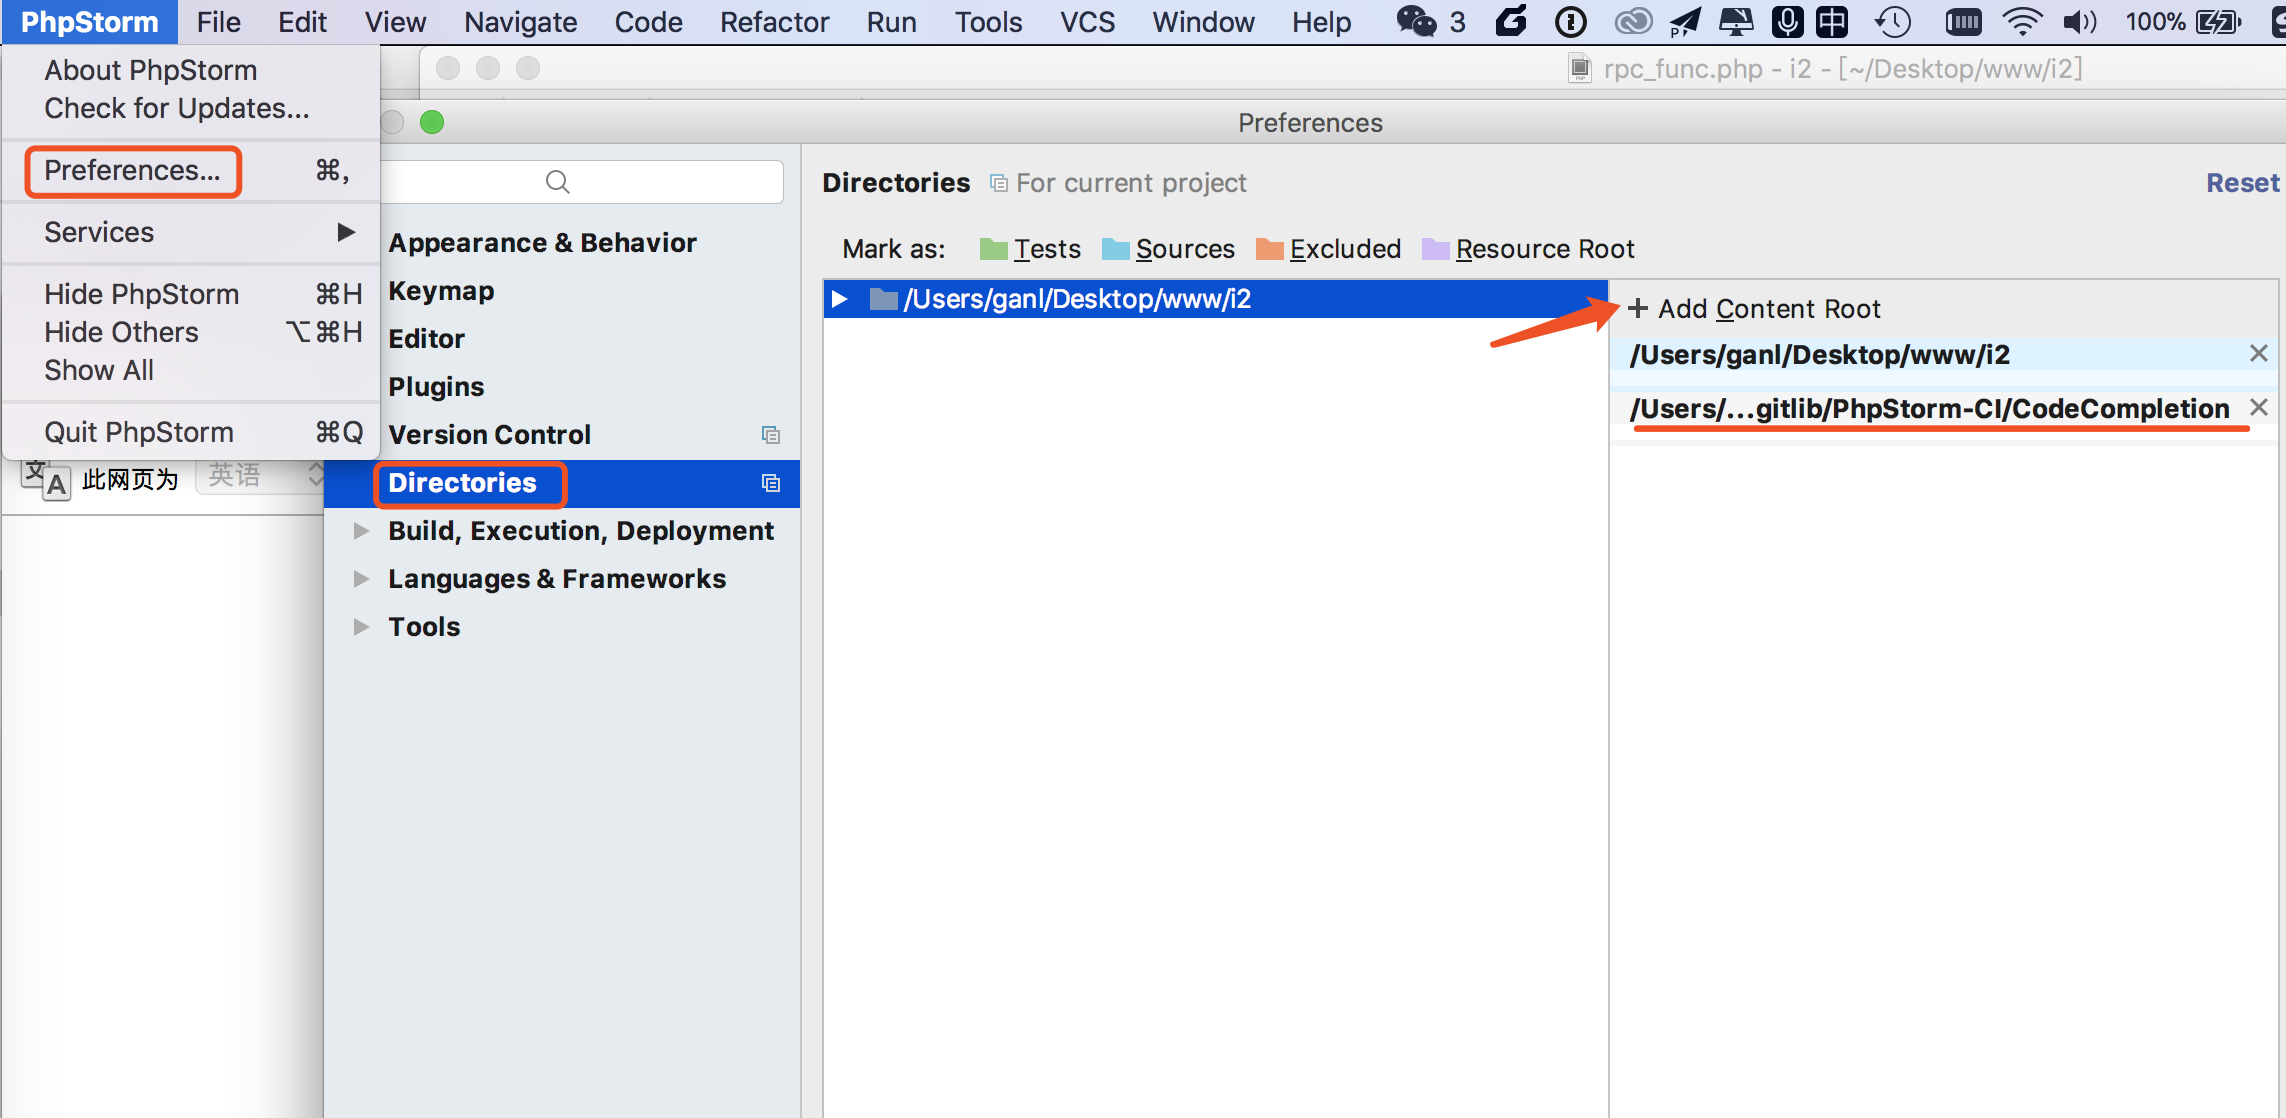 PhpStorm File Edit View Navigate Code Refactor Run Tools VCS Window Help 3 中 100%
About PhpStorm
Check for Updates...
Preferences... ⌘,
Services ▶
Hide PhpStorm ⌘H
Hide Others ⌥⌘H
Show All
Quit PhpStorm ⌘Q
文A 此网页为 英语
rpc_func.php - i2 - [~/Desktop/www/i2]
Preferences
Appearance & Behavior
Keymap
Editor
Plugins
Version Control
Directories
Build, Execution, Deployment
Languages & Frameworks
Tools
Directories For current project Reset
Mark as: Tests Sources Excluded Resource Root
/Users/ganl/Desktop/www/i2
+ Add Content Root
/Users/ganl/Desktop/www/i2 ✕
/Users/...gitlib/PhpStorm-CI/CodeCompletion ✕